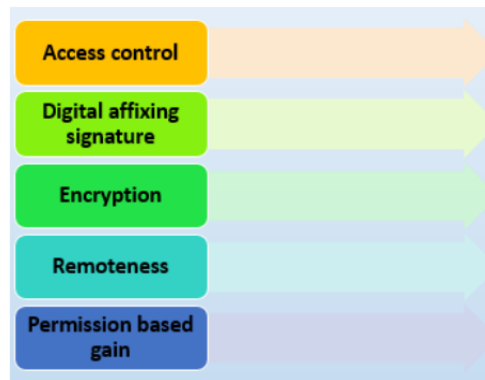 Access control
Digital affixing
signature
Encryption
Remoteness
Permission based
gain